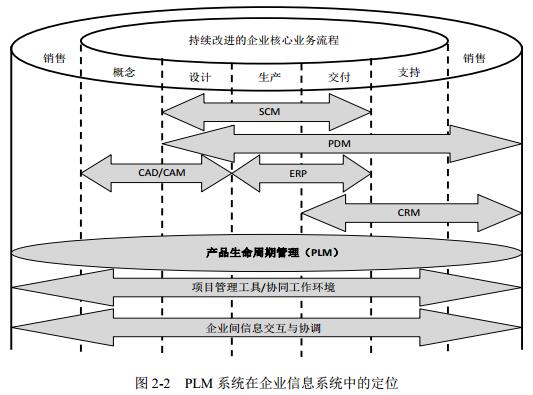 持续改进的企业核心业务流程
销售 概念 设计 生产 交付 支持 销售
SCM
PDM
CAD/CAM ERP
CRM
产品生命周期管理（PLM）
项目管理工具/协同工作环境
企业间信息交互与协调
图 2-2 PLM 系统在企业信息系统中的定位